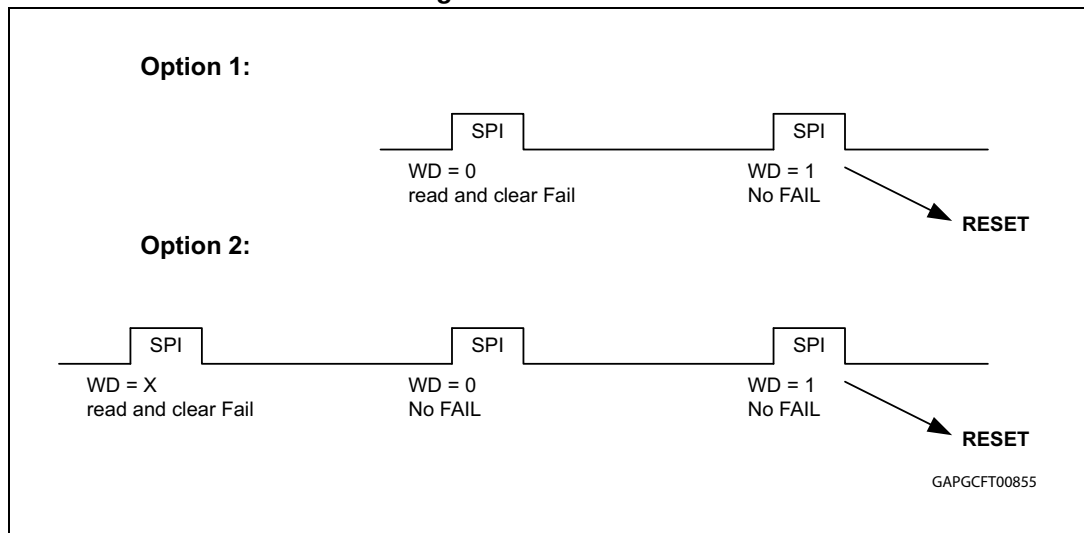 g
Option 1:
SPI SPI
WD = 0 WD = 1
read and clear Fail No FAIL
RESET
Option 2:
SPI SPI SPI
WD = X WD = 0 WD = 1
read and clear Fail No FAIL No FAIL
RESET
GAPGCFT00855